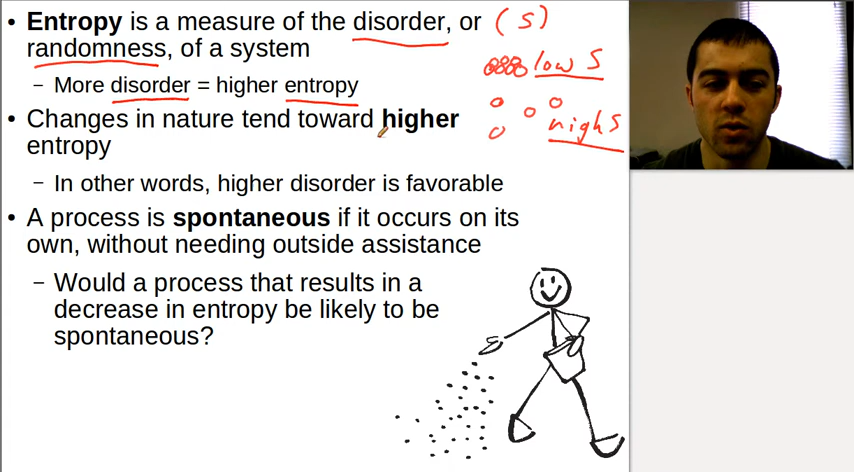 • Entropy is a measure of the disorder, or (S)
randomness, of a system
low S
– More disorder = higher entropy
high S
• Changes in nature tend toward higher
entropy
– In other words, higher disorder is favorable
• A process is spontaneous if it occurs on its
own, without needing outside assistance
– Would a process that results in a
decrease in entropy be likely to be
spontaneous?